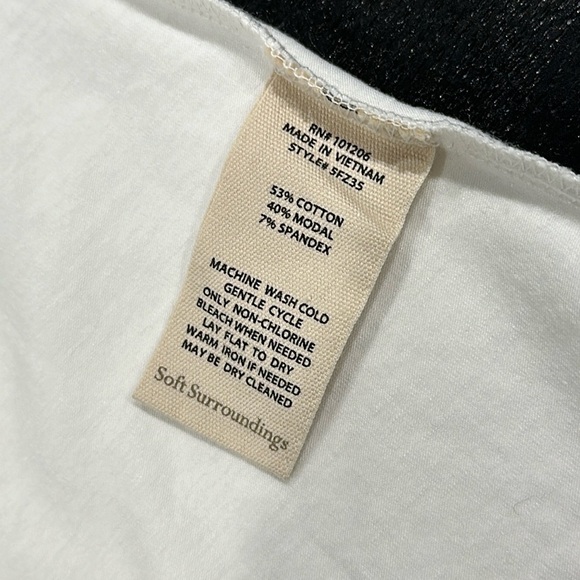 RN# 101206
MADE IN VIETNAM
STYLE# 5FZ35
53% COTTON
40% MODAL
7% SPANDEX
MACHINE WASH COLD
GENTLE CYCLE
ONLY NON-CHLORINE
BLEACH WHEN NEEDED
LAY FLAT TO DRY
WARM IRON IF NEEDED
MAY BE DRY CLEANED
Soft Surroundings